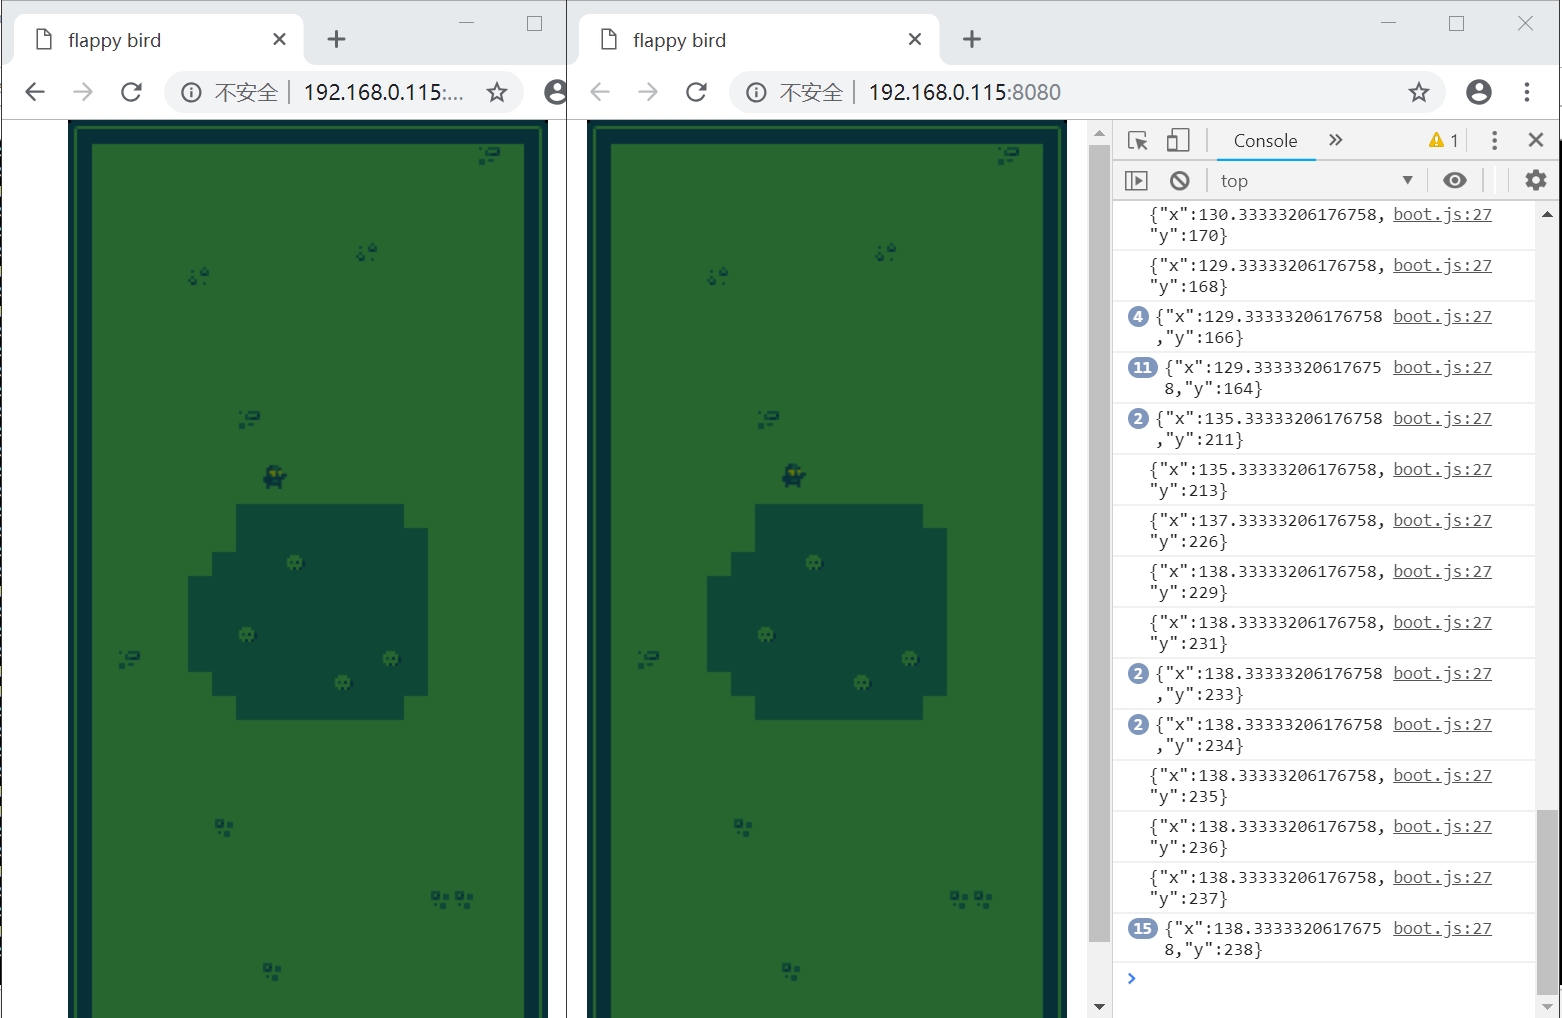 flappy bird
不安全 192.168.0.115:...
flappy bird
不安全 192.168.0.115:8080
Console 1
top
{"x":130.33333206176758, boot.js:27
"y":170}
{"x":129.33333206176758, boot.js:27
"y":168}
4 {"x":129.33333206176758 boot.js:27
,"y":166}
11 {"x":129.3333320617675 boot.js:27
8,"y":164}
2 {"x":135.33333206176758 boot.js:27
,"y":211}
{"x":135.33333206176758, boot.js:27
"y":213}
{"x":137.33333206176758, boot.js:27
"y":226}
{"x":138.33333206176758, boot.js:27
"y":229}
{"x":138.33333206176758, boot.js:27
"y":231}
2 {"x":138.33333206176758 boot.js:27
,"y":233}
2 {"x":138.33333206176758 boot.js:27
,"y":234}
{"x":138.33333206176758, boot.js:27
"y":235}
{"x":138.33333206176758, boot.js:27
"y":236}
{"x":138.33333206176758, boot.js:27
"y":237}
15 {"x":138.3333320617675 boot.js:27
8,"y":238}